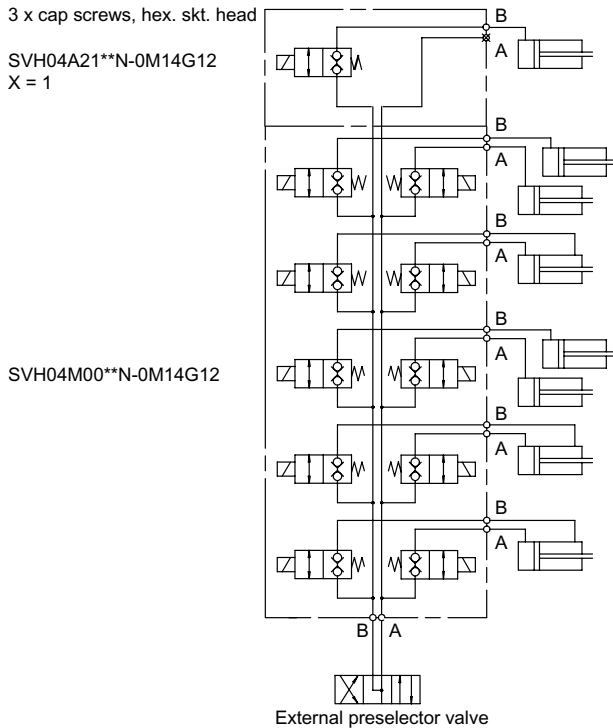 3 x cap screws, hex. skt. head
SVH04A21**N-0M14G12
X = 1
B
A
B
A
B
A
SVH04M00**N-0M14G12
B
A
B
A
B
A
B A
External preselector valve